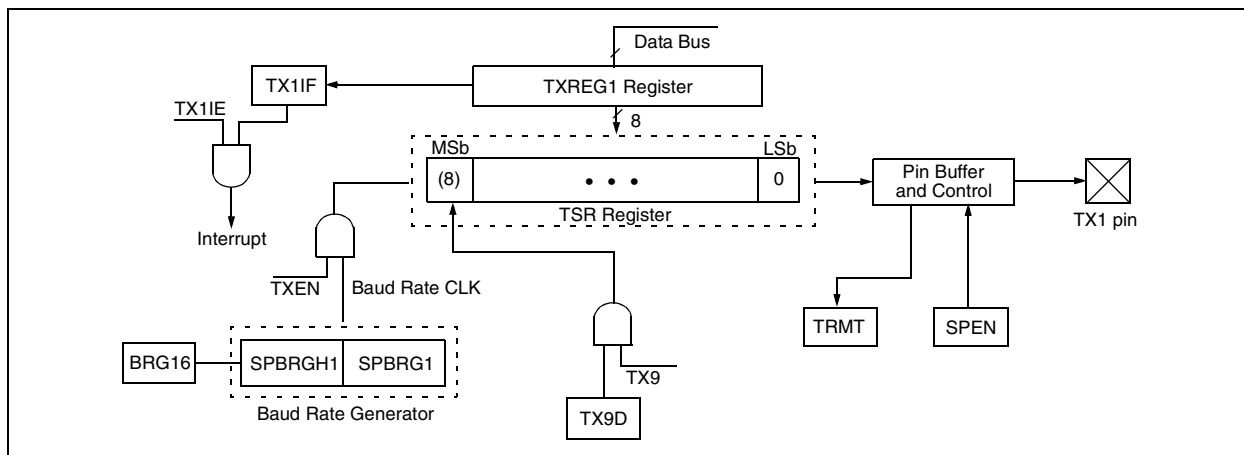 Data Bus
TXREG1 Register
TX1IF
TX1IE
8
MSb
LSb
(8)
• • •
0
TSR Register
Pin Buffer
and Control
TX1 pin
Interrupt
TXEN
Baud Rate CLK
TRMT
SPEN
BRG16
SPBRGH1
SPBRG1
TX9
Baud Rate Generator
TX9D